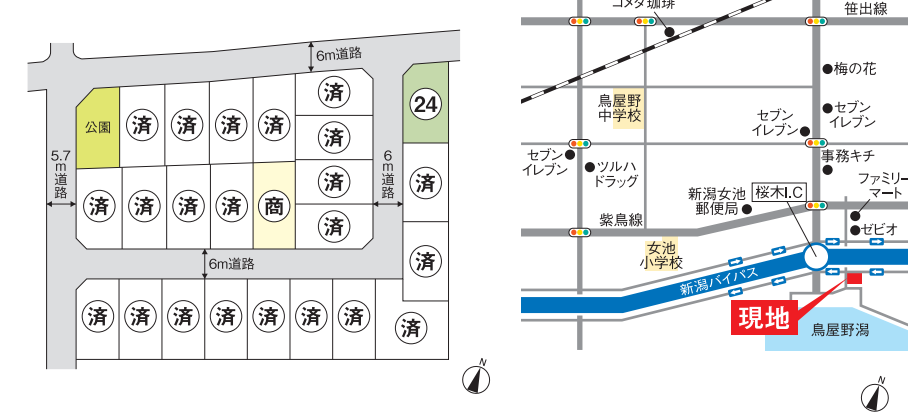 6m道路
公園
済
済
済
済
済
済
済
済
24
5.7m道路
6m道路
済
済
済
済
済
商
済
済
6m道路
済
済
済
済
済
済
済
済
N
コメダ珈琲
笹出線
梅の花
鳥屋野
中学校
セブン
イレブン
セブン
イレブン
セブン
イレブン
ツルハ
ドラッグ
事務キチ
ファミリー
マート
新潟女池
郵便局
桜木I.C
紫鳥線
ゼビオ
女池
小学校
新潟バイパス
現地
鳥屋野潟
N